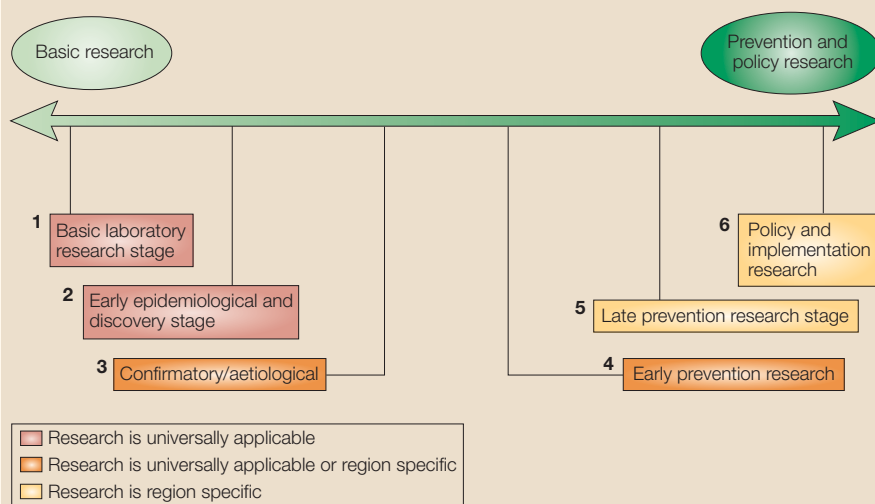 Basic research
Prevention and
policy research
1
Basic laboratory
research stage
2
Early epidemiological and
discovery stage
3
Confirmatory/aetiological
4
Early prevention research
5
Late prevention research stage
6
Policy and
implementation
research
Research is universally applicable
Research is universally applicable or region specific
Research is region specific